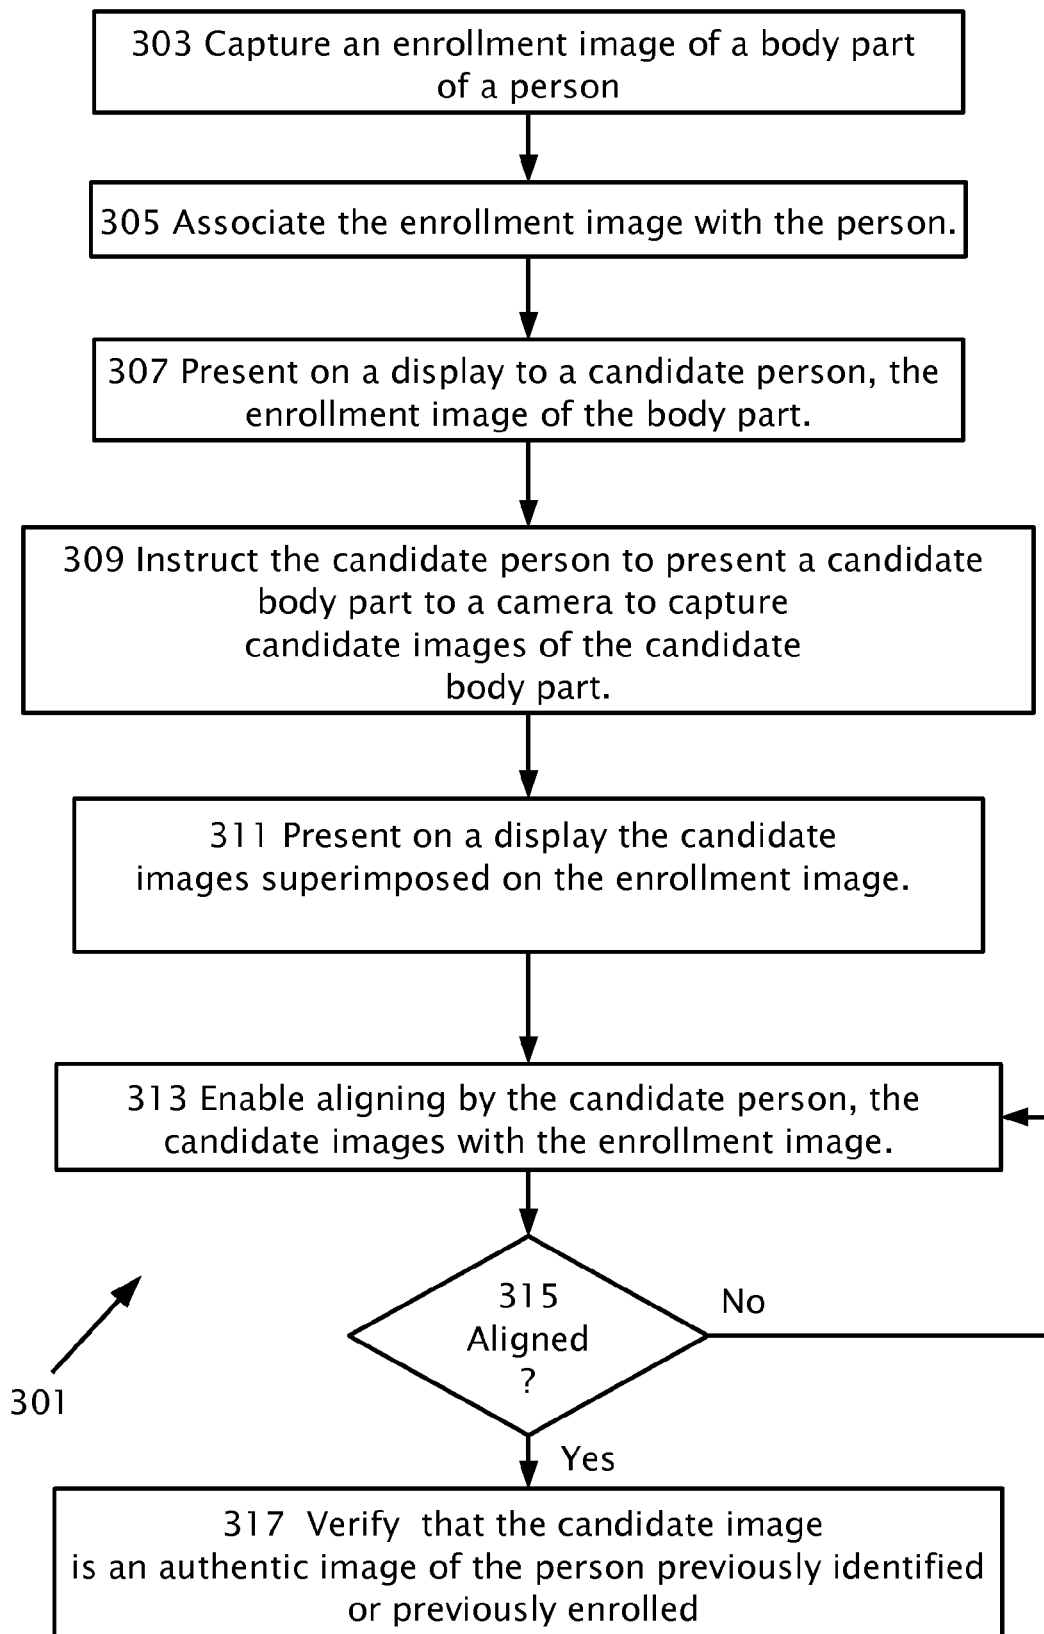 303 Capture an enrollment image of a body part
of a person
305 Associate the enrollment image with the person.
307 Present on a display to a candidate person, the
enrollment image of the body part.
309 Instruct the candidate person to present a candidate
body part to a camera to capture
candidate images of the candidate
body part.
311 Present on a display the candidate
images superimposed on the enrollment image.
313 Enable aligning by the candidate person, the
candidate images with the enrollment image.
315
Aligned
?
No
301
Yes
317 Verify that the candidate image
is an authentic image of the person previously identified
or previously enrolled